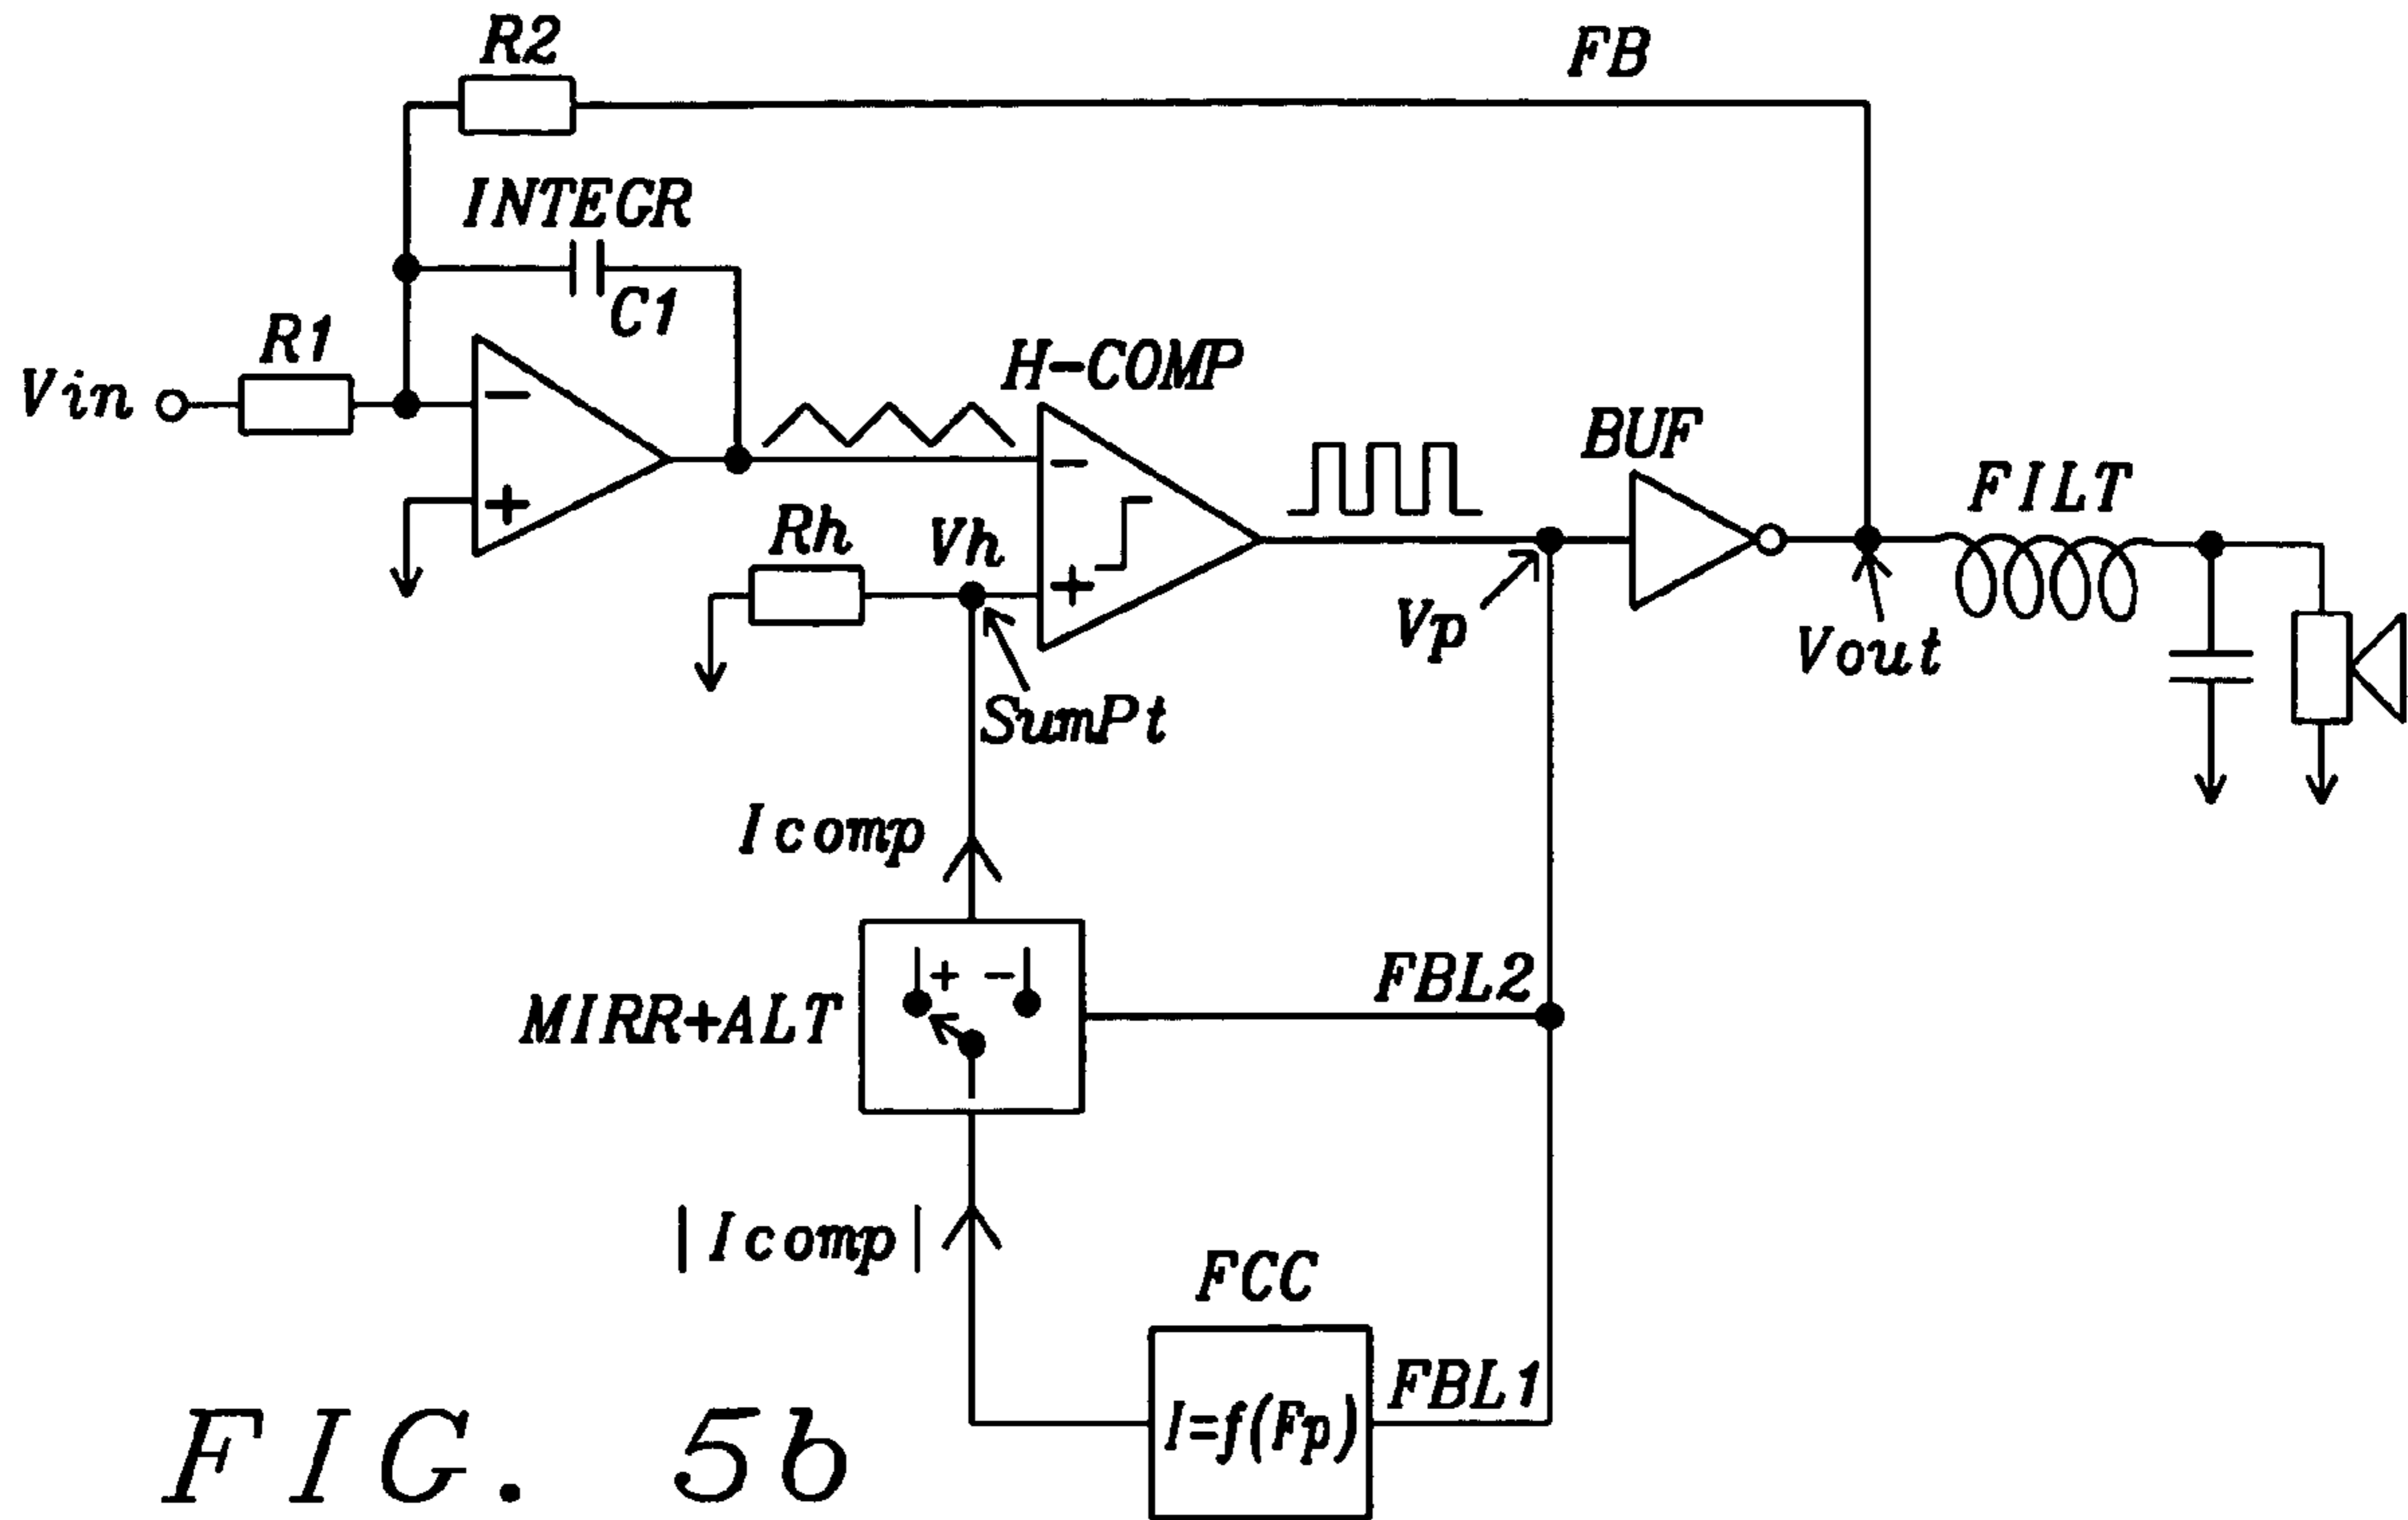 R2
FB
INTEGR
C1
R1
Vin
H-COMP
BUF
FILT
Rh
Vh
Vp
Vout
SumPt
Icomp
+ -
MIRR+ALT
FBL2
|Icomp|
FCC
FBL1
I=f(Fp)
FIG. 5b
- +
- +